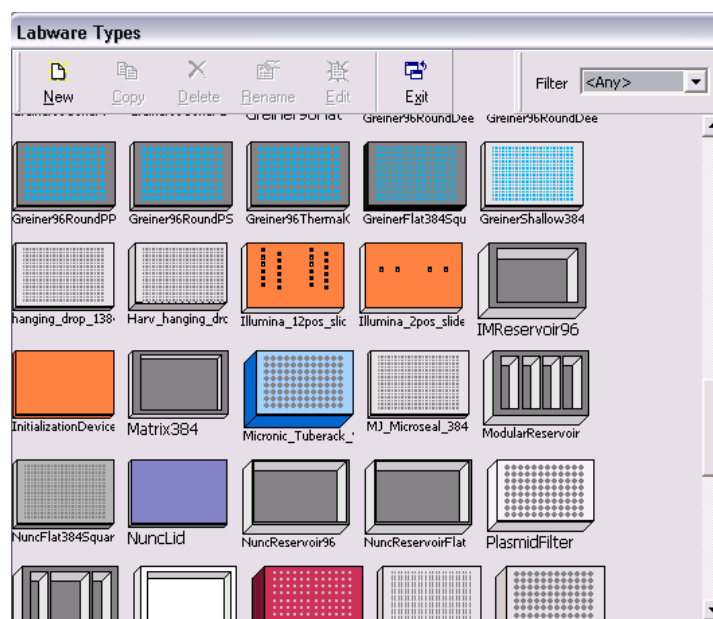 Labware Types
New Copy Delete Rename Edit Exit Filter <Any>
Greiner96RoundDee Greiner96RoundDee
Greiner96RoundPP Greiner96RoundPS Greiner96Thermal GreinerFlat384Squ GreinerShallow384
hanging_drop_138 Harv_hanging_drc Illumina_12pos_slic Illumina_2pos_slide IMReservoir96
InitializationDevice Matrix384 Micronic_Tuberack_ MJ_Microseal_384 ModularReservoir
NuncFlat384Squar NuncLid NuncReservoir96 NuncReservoirFlat PlasmidFilter